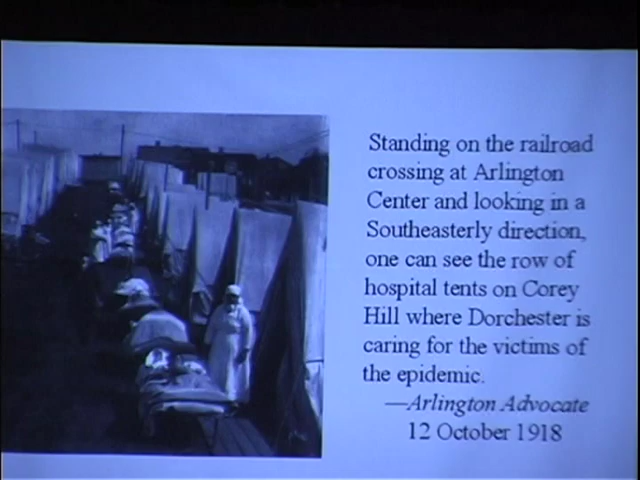 Standing on the railroad
crossing at Arlington
Center and looking in a
Southeasterly direction,
one can see the row of
hospital tents on Corey
Hill where Dorchester is
caring for the victims of
the epidemic.
—Arlington Advocate
12 October 1918